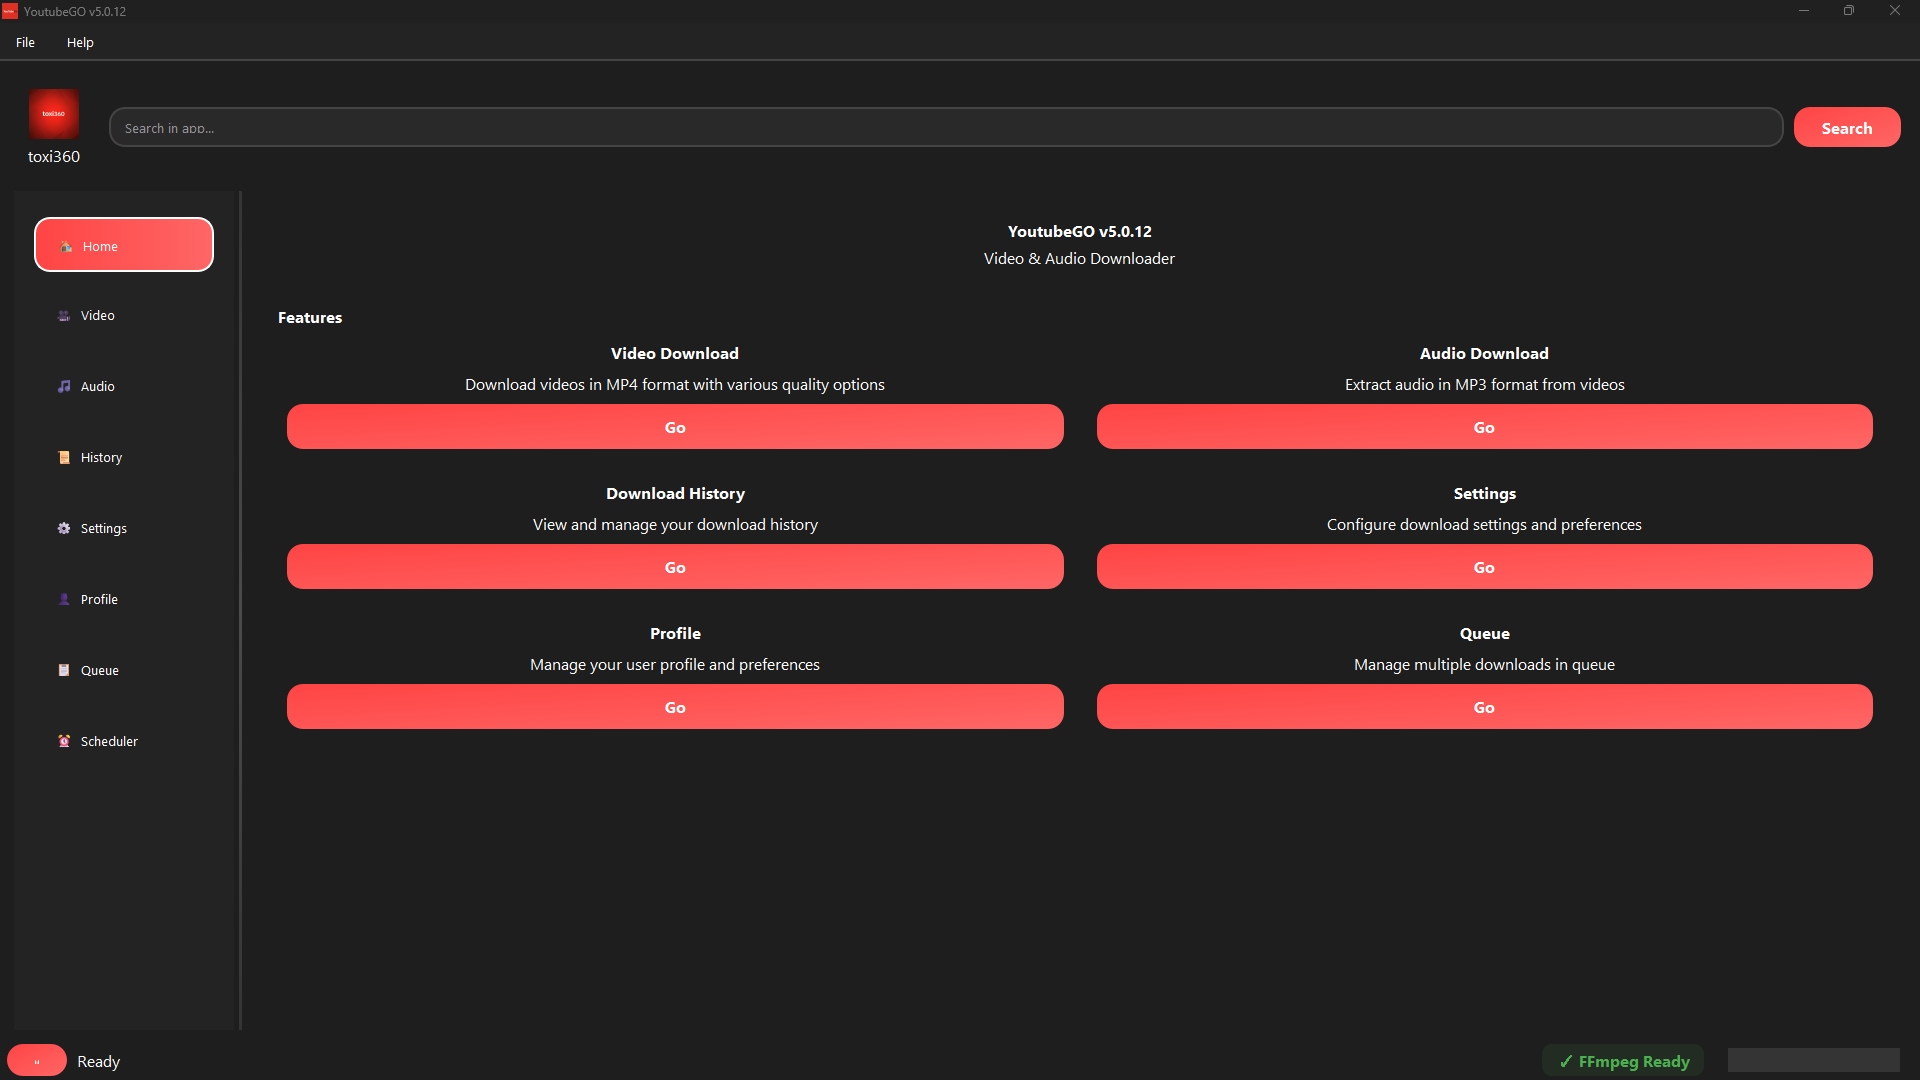 YoutubeGO v5.0.12
File Help
toxi360
Search in app...
Search
toxi360
Home
Video
Audio
History
Settings
Profile
Queue
Scheduler
YoutubeGO v5.0.12
Video & Audio Downloader
Features
Video Download
Download videos in MP4 format with various quality options
Go
Audio Download
Extract audio in MP3 format from videos
Go
Download History
View and manage your download history
Go
Settings
Configure download settings and preferences
Go
Profile
Manage your user profile and preferences
Go
Queue
Manage multiple downloads in queue
Go
Ready
✓ FFmpeg Ready